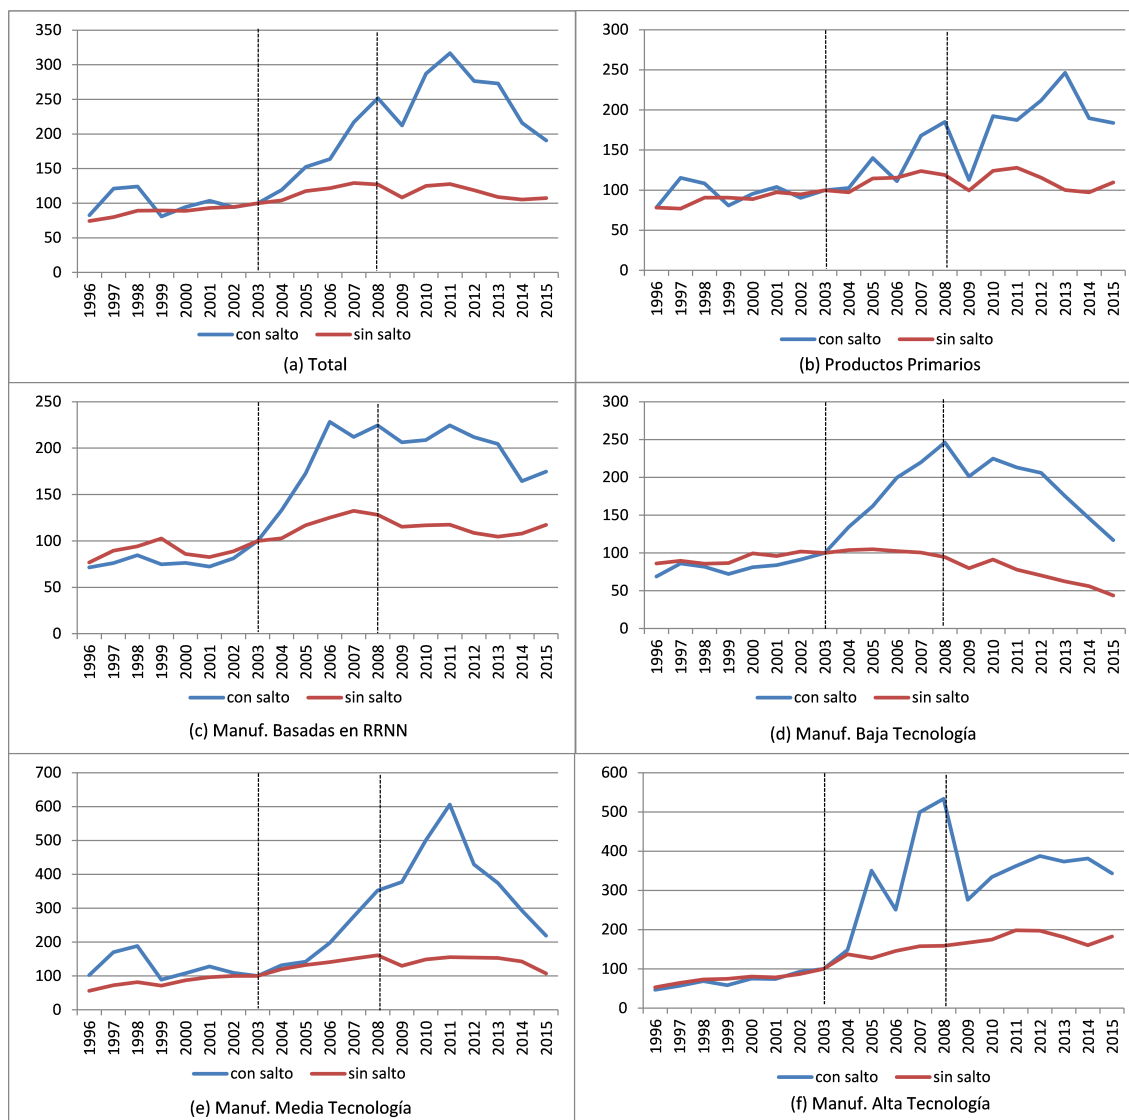 350
300
250
200
150
100
50
0
1996 1997 1998 1999 2000 2001 2002 2003 2004 2005 2006 2007 2008 2009 2010 2011 2012 2013 2014 2015
con salto sin salto
(a) Total
300
250
200
150
100
50
0
1996 1997 1998 1999 2000 2001 2002 2003 2004 2005 2006 2007 2008 2009 2010 2011 2012 2013 2014 2015
con salto sin salto
(b) Productos Primarios
250
200
150
100
50
0
1996 1997 1998 1999 2000 2001 2002 2003 2004 2005 2006 2007 2008 2009 2010 2011 2012 2013 2014 2015
con salto sin salto
(c) Manuf. Basadas en RRNN
300
250
200
150
100
50
0
1996 1997 1998 1999 2000 2001 2002 2003 2004 2005 2006 2007 2008 2009 2010 2011 2012 2013 2014 2015
con salto sin salto
(d) Manuf. Baja Tecnología
700
600
500
400
300
200
100
0
1996 1997 1998 1999 2000 2001 2002 2003 2004 2005 2006 2007 2008 2009 2010 2011 2012 2013 2014 2015
con salto sin salto
(e) Manuf. Media Tecnología
600
500
400
300
200
100
0
1996 1997 1998 1999 2000 2001 2002 2003 2004 2005 2006 2007 2008 2009 2010 2011 2012 2013 2014 2015
con salto sin salto
(f) Manuf. Alta Tecnología